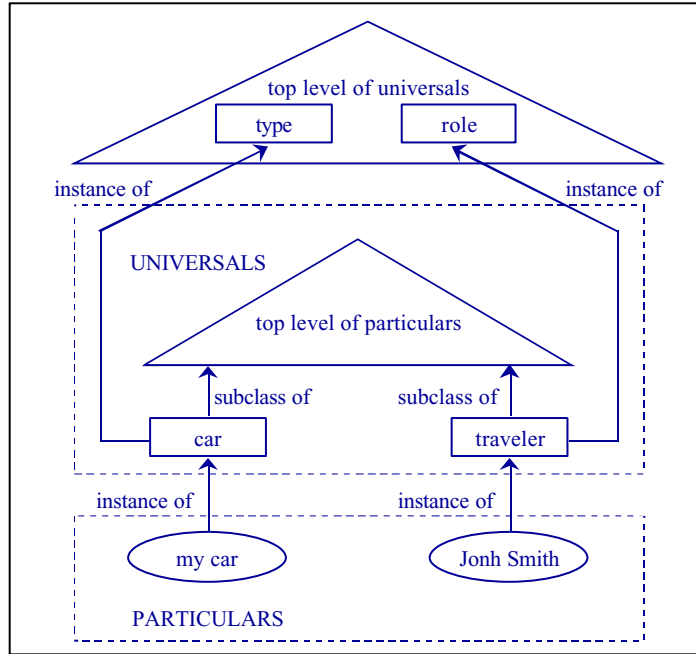 top level of universals
type
role
instance of
instance of
UNIVERSALS
top level of particulars
subclass of
subclass of
car
traveler
instance of
instance of
my car
Jonh Smith
PARTICULARS